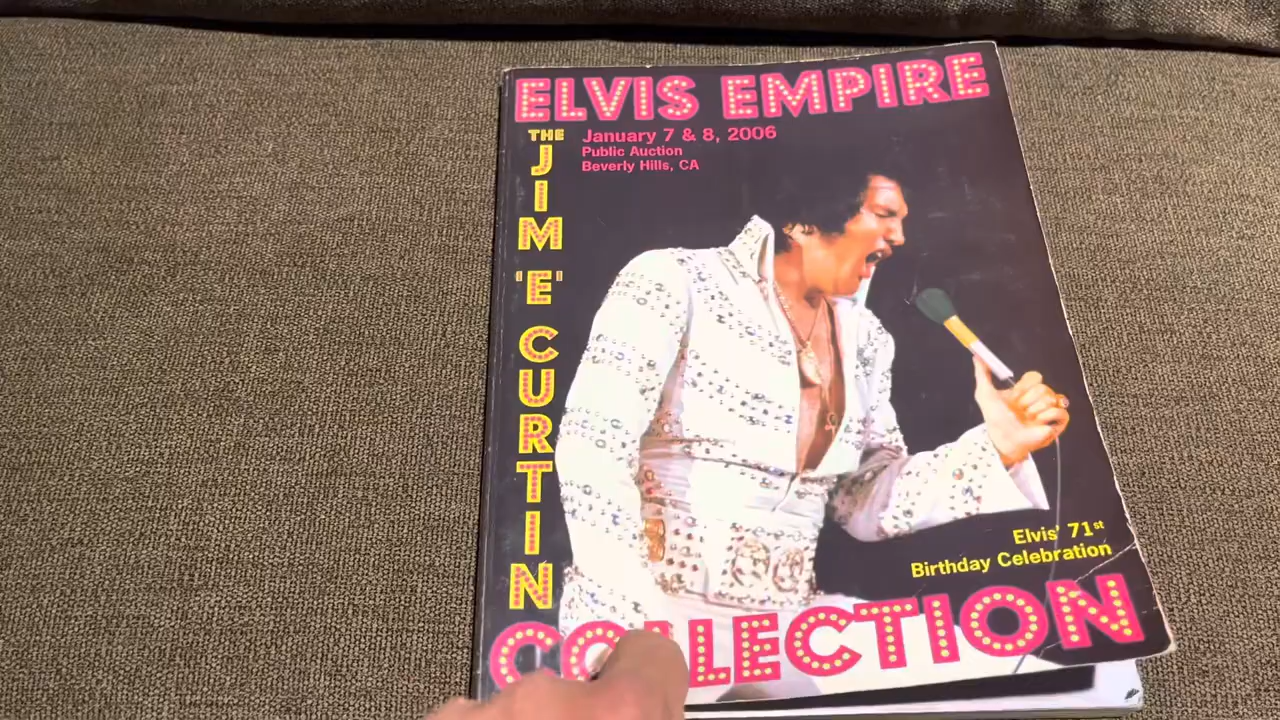 ELVIS EMPIRE
THE
JIM
"E"
CURTIN
January 7 & 8, 2006
Public Auction
Beverly Hills, CA
Elvis' 71st
Birthday Celebration
COLLECTION